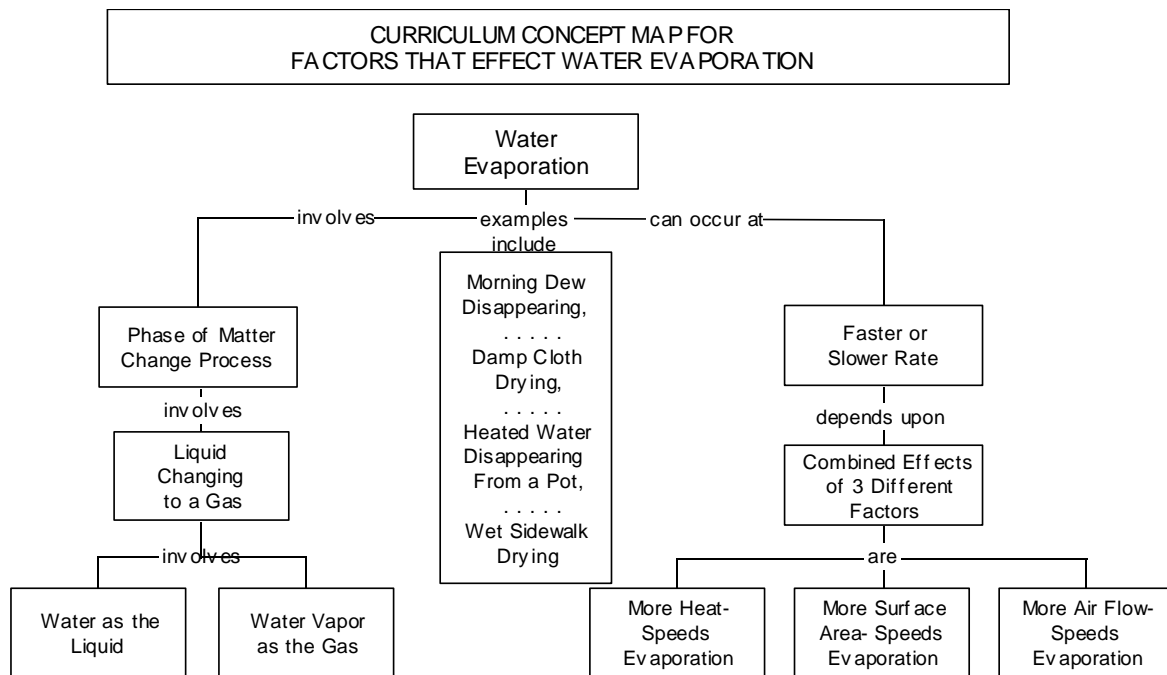 CURRICULUM CONCEPT MAP FOR
FACTORS THAT EFFECT WATER EVAPORATION
Water
Evaporation
involves
examples
include
can occur at
Morning Dew
Disappearing,
. . . . .
Damp Cloth
Drying,
. . . . .
Heated Water
Disappearing
From a Pot,
. . . . .
Wet Sidewalk
Drying
Phase of Matter
Change Process
involves
Liquid
Changing
to a Gas
involves
Water as the
Liquid
Water Vapor
as the Gas
Faster or
Slower Rate
depends upon
Combined Effects
of 3 Different
Factors
are
More Heat-
Speeds
Evaporation
More Surface
Area- Speeds
Evaporation
More Air Flow-
Speeds
Evaporation